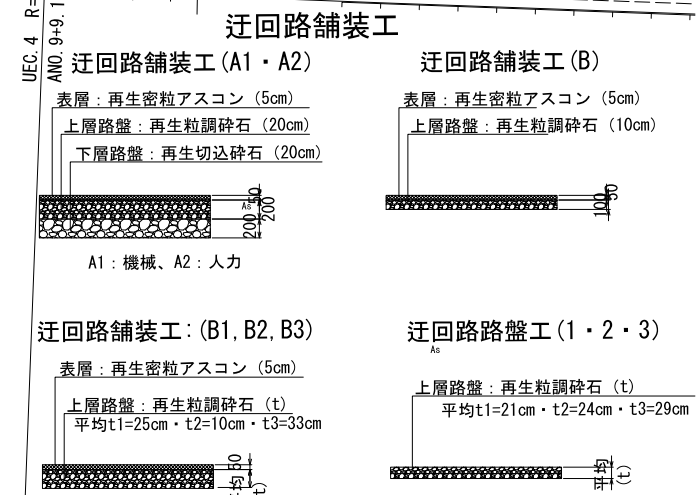 UEC. 4 R=
ANO. 9+9.1
迂回路舗装工
迂回路舗装工(A1・A2)
表層：再生密粒アスコン（5cm）
上層路盤：再生粒調砕石（20cm）
下層路盤：再生切込砕石（20cm）
As
50
200
200
A1：機械、A2：人力
迂回路舗装工(B)
表層：再生密粒アスコン（5cm）
上層路盤：再生粒調砕石（10cm）
50
100
迂回路舗装工:(B1,B2,B3)
表層：再生密粒アスコン（5cm）
上層路盤：再生粒調砕石（t）
平均t1=25cm・t2=10cm・t3=33cm
50
平均
t)
迂回路路盤工(1・2・3)
As
上層路盤：再生粒調砕石（t）
平均t1=21cm・t2=24cm・t3=29cm
平均
(t)